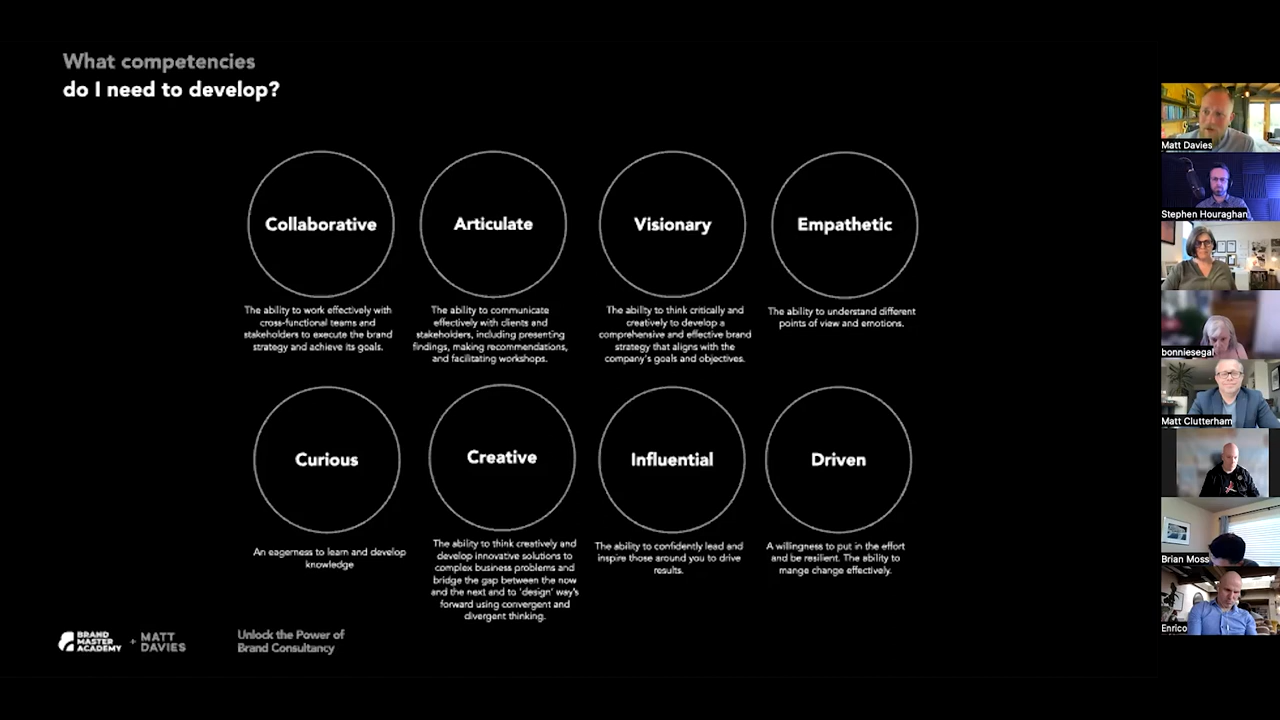 What competencies
do I need to develop?
Collaborative
The ability to work effectively with
cross-functional teams and
stakeholders to execute the brand
strategy and achieve its goals.
Articulate
The ability to communicate
effectively with clients and
stakeholders, including presenting
findings, making recommendations,
and facilitating workshops.
Visionary
The ability to think critically and
creatively to develop a
comprehensive and effective brand
strategy that aligns with the
company's goals and objectives.
Empathetic
The ability to understand different
points of view and emotions.
Curious
An eagerness to learn and develop
knowledge
Creative
The ability to think creatively and
develop innovative solutions to
complex business problems and
bridge the gap between the now
and the next and to 'design' way's
forward using convergent and
divergent thinking.
Influential
The ability to confidently lead and
inspire those around you to drive
results.
Driven
A willingness to put in the effort
and be resilient. The ability to
mange change effectively.
BRAND
MASTER
ACADEMY
+ MATT
DAVIES
Unlock the Power of
Brand Consultancy
Matt Davies
Stephen Houraghan
bonniesegal
Matt Clutterham
Brian Moss
Enrico